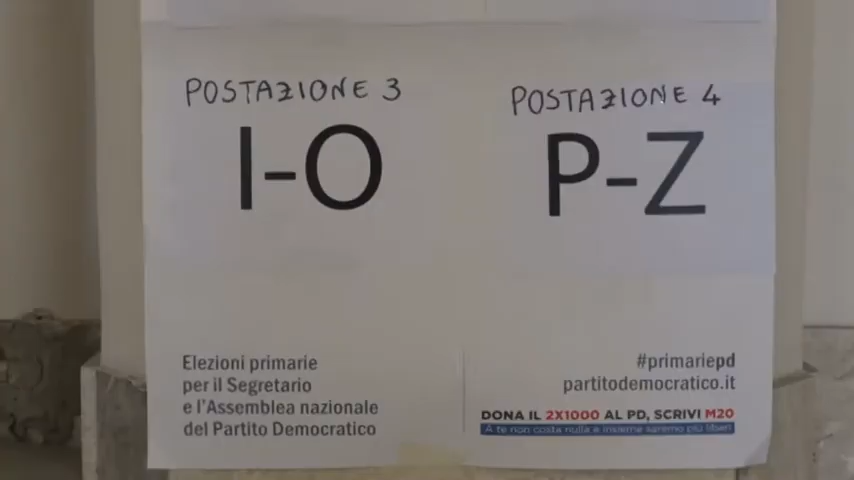 POSTAZIONE 3
I-O
POSTAZIONE 4
P-Z
Elezioni primarie
per il Segretario
e l'Assemblea nazionale
del Partito Democratico
#primariepd
partitodemocratico.it
DONA IL 2X1000 AL PD, SCRIVI M20
A te non costa nulla e insieme saremo più liberi